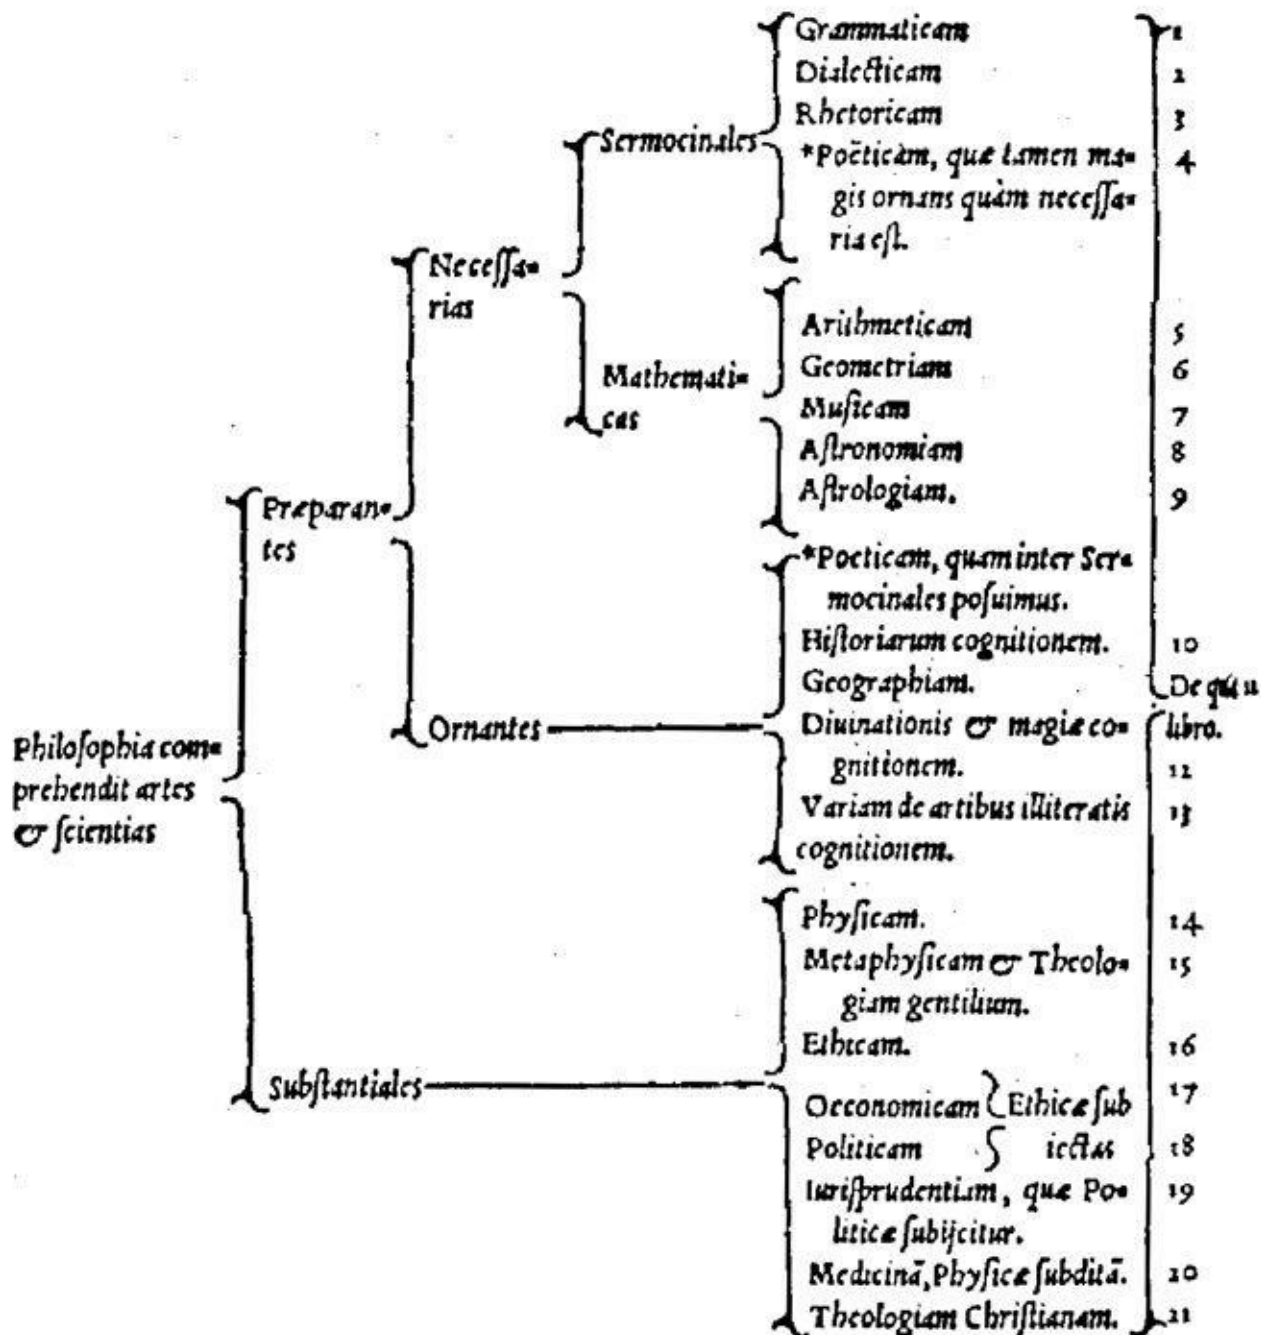 Grammaticam 1
Dialecticam 2
Rhetoricam 3
Sermocinales
*Poëticàm, quæ tamen ma-  4
gis ornans quàm necessa-
ria est.
Necessa-
rias
Arithmeticam 5
Geometriam 6
Mathemati-
cas
Musicam 7
Astronomiam 8
Astrologiam. 9
Præparan-
tes
*Poeticam, quam inter Ser-
mocinales posuimus.
Historiarum cognitionem. 10
Geographiam. De qui 11
Ornantes
Diuinationis & magiæ co- libro.
gnitionem. 12
Variam de artibus illiteratis 13
cognitionem.
Philosophia com-
prehendit artes
& scientias
Physicam. 14
Metaphysicam & Theolo- 15
giam gentilium.
Ethicam. 16
Substantiales
Oeconomicam Ethicæ sub 17
Politicam iectas 18
Iurisprudentiam, quæ Po- 19
liticæ subijcitur.
Medicinā, Physicæ subditā. 20
Theologiam Christianam. 21